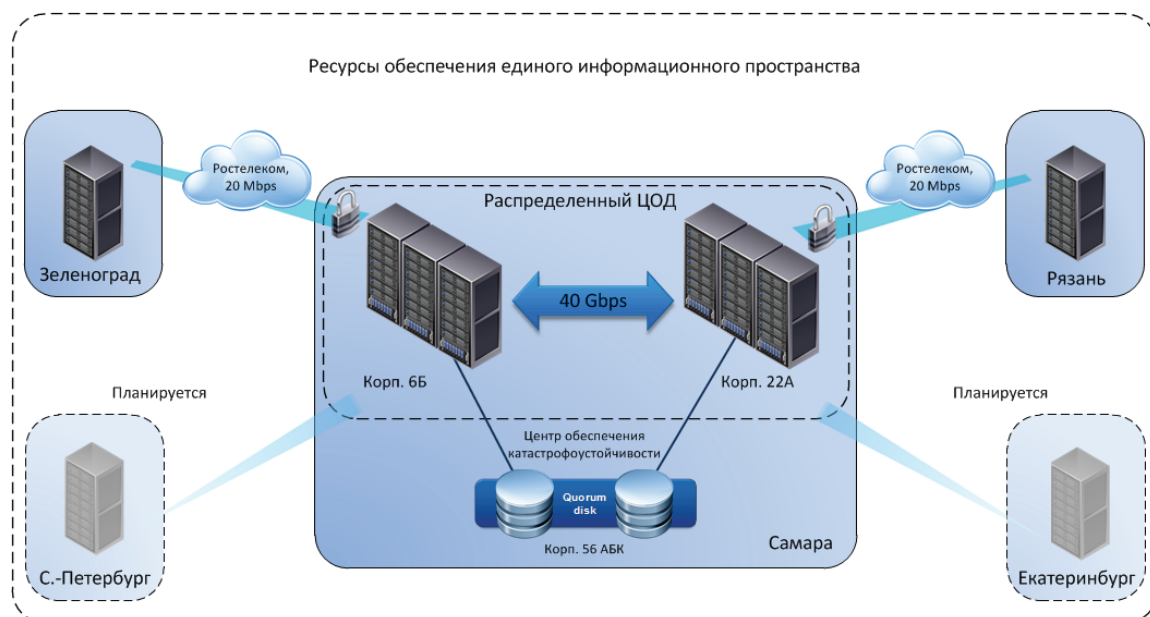 Ресурсы обеспечения единого информационного пространства
Ростелеком,
20 Mbps
Ростелеком,
20 Mbps
Распределенный ЦОД
Зеленоград
Рязань
40 Gbps
Корп. 6Б
Корп. 22А
Планируется
Планируется
Центр обеспечения
катастрофоустойчивости
Quorum
disk
Корп. 56 АБК
Самара
С.-Петербург
Екатеринбург